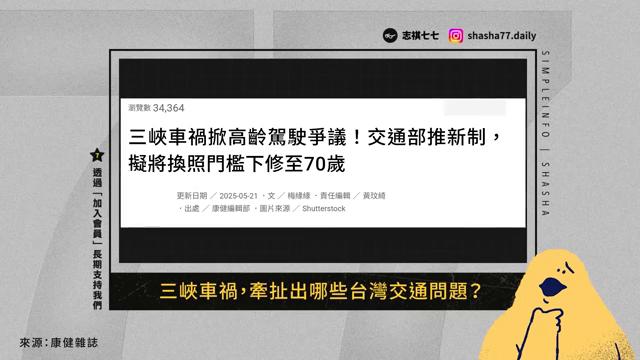 志祺七七
shasha77.daily
SIMPLEINFO | SHASHA
瀏覽數 34,364
三峽車禍掀高齡駕駛爭議！交通部推新制，
擬將換照門檻下修至70歲
更新日期 ／ 2025-05-21 ・文 ／ 梅緣緣 ・責任編輯 ／ 黃玟綺
・出處 ／ 康健編輯部 ・圖片來源 ／ Shutterstock
透過「加入會員」長期支持我們
三峽車禍，牽扯出哪些台灣交通問題？
來源：康健雜誌